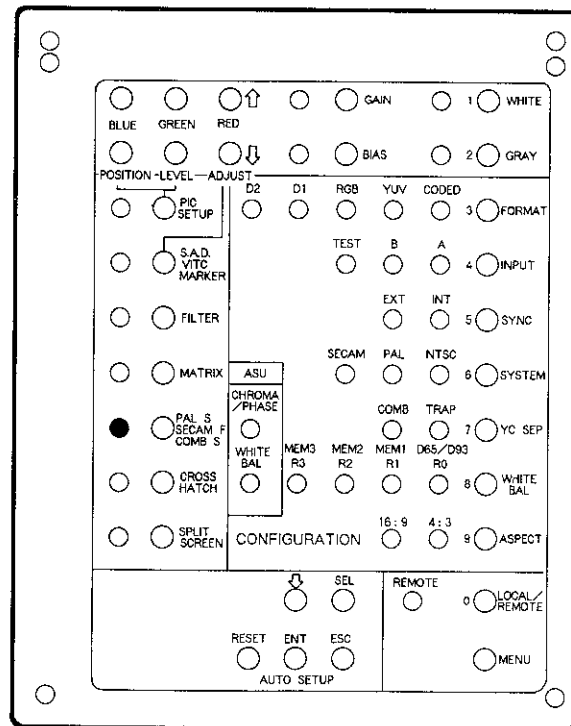 BLUE GREEN RED GAIN 1 WHITE
BIAS 2 GRAY
POSITION LEVEL ADJUST
PIC
SETUP
D2 D1 RGB YUV CODED
3 FORMAT
S.A.D.
VITC
MARKER
TEST B A
4 INPUT
FILTER
EXT INT
5 SYNC
MATRIX
ASU
SECAM PAL NTSC
6 SYSTEM
PAL S
SECAM F
COMB S
CHROMA
/PHASE
COMB TRAP
7 YC SEP
CROSS
HATCH
WHITE
BAL
MEM3 MEM2 MEM1 D65/D93
R3 R2 R1 R0
8 WHITE
BAL
SPLIT
SCREEN
CONFIGURATION
16:9 4:3
9 ASPECT
SEL
REMOTE
0 LOCAL/
REMOTE
RESET ENT ESC
MENU
AUTO SETUP